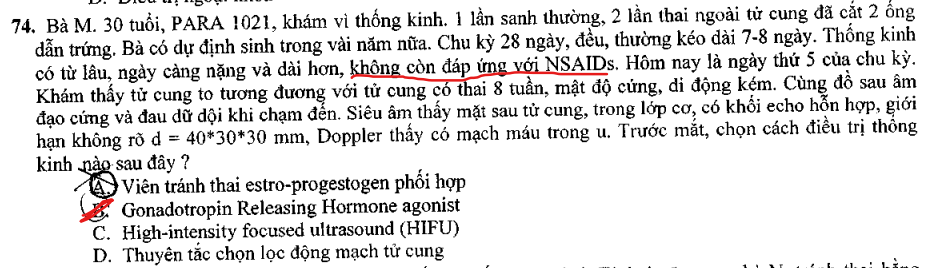 74. Bà M. 30 tuổi, PARA 1021, khám vì thống kinh. 1 lần sanh thường, 2 lần thai ngoài tử cung đã cắt 2 ống
dẫn trứng. Bà có dự định sinh trong vài năm nữa. Chu kỳ 28 ngày, đều, thường kéo dài 7-8 ngày. Thống kinh
có từ lâu, ngày càng nặng và dài hơn, không còn đáp ứng với NSAIDs. Hôm nay là ngày thứ 5 của chu kỳ.
Khám thấy tử cung to tương đương với tử cung có thai 8 tuần, mật độ cứng, di động kém. Cùng đồ sau âm
đạo cứng và đau dữ dội khi chạm đến. Siêu âm thấy mặt sau tử cung, trong lớp cơ, có khối echo hỗn hợp, giới
hạn không rõ d = 40*30*30 mm, Doppler thấy có mạch máu trong u. Trước mắt, chọn cách điều trị thống
kinh nào sau đây ?
A. Viên tránh thai estro-progestogen phối hợp
B. Gonadotropin Releasing Hormone agonist
C. High-intensity focused ultrasound (HIFU)
D. Thuyên tắc chọn lọc động mạch tử cung